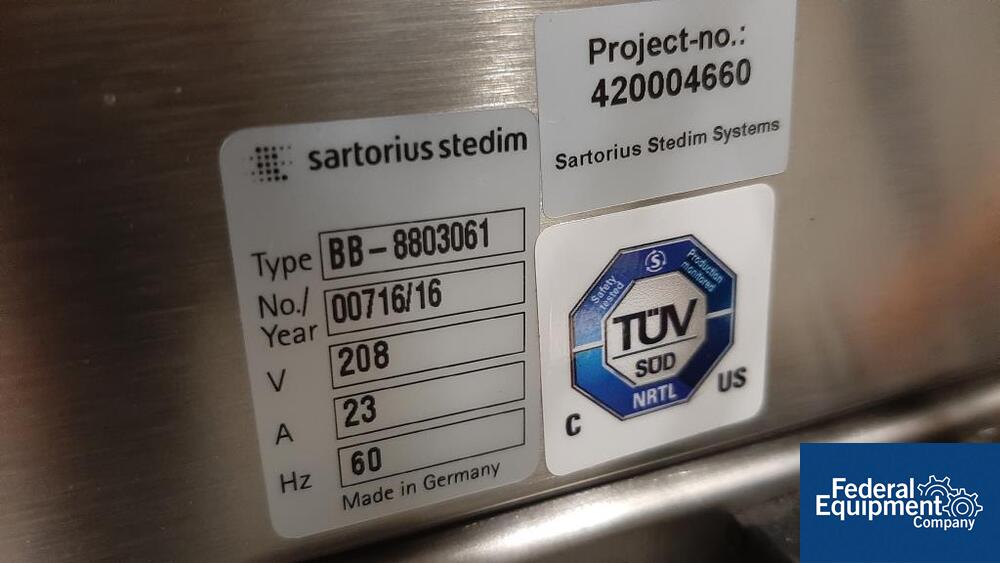 Project-no.:
420004660
Sartorius Stedim Systems
sartorius stedim
Type BB-8803061
No./
Year 00716/16
V 208
A 23
Hz 60
Made in Germany
Safety
tested
S
Production
monitored
TÜV
SÜD
NRTL
C US
Federal
Equipment
Company